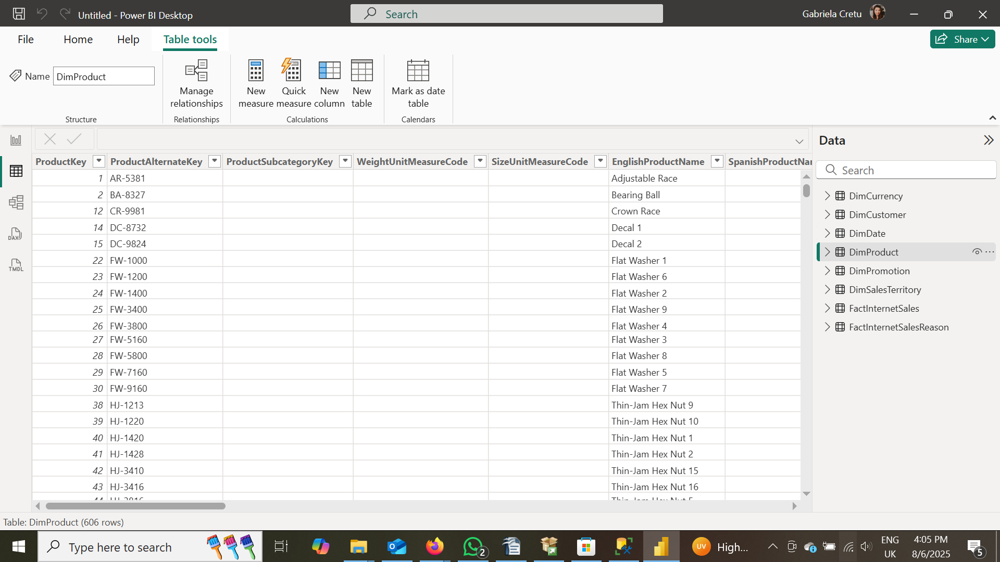 Untitled - Power BI Desktop
Search
Gabriela Cretu
File
Home
Help
Table tools
Share
Name
DimProduct
Manage relationships
New measure
Quick measure
New column
New table
Mark as date table
Structure
Relationships
Calculations
Calendars
ProductKey ProductAlternateKey ProductSubcategoryKey WeightUnitMeasureCode SizeUnitMeasureCode EnglishProductName SpanishProductNa
1 AR-5381 Adjustable Race
2 BA-8327 Bearing Ball
12 CR-9981 Crown Race
14 DC-8732 Decal 1
15 DC-9824 Decal 2
22 FW-1000 Flat Washer 1
23 FW-1200 Flat Washer 6
24 FW-1400 Flat Washer 2
25 FW-3400 Flat Washer 9
26 FW-3800 Flat Washer 4
27 FW-5160 Flat Washer 3
28 FW-5800 Flat Washer 8
29 FW-7160 Flat Washer 5
30 FW-9160 Flat Washer 7
38 HJ-1213 Thin-Jam Hex Nut 9
39 HJ-1220 Thin-Jam Hex Nut 10
40 HJ-1420 Thin-Jam Hex Nut 1
41 HJ-1428 Thin-Jam Hex Nut 2
42 HJ-3410 Thin-Jam Hex Nut 15
43 HJ-3416 Thin-Jam Hex Nut 16
Data
Search
DimCurrency
DimCustomer
DimDate
DimProduct
DimPromotion
DimSalesTerritory
FactInternetSales
FactInternetSalesReason
DAX
TMDL
Table: DimProduct (606 rows)
Type here to search
2
UV
High...
ENG
UK
4:05 PM
8/6/2025
5